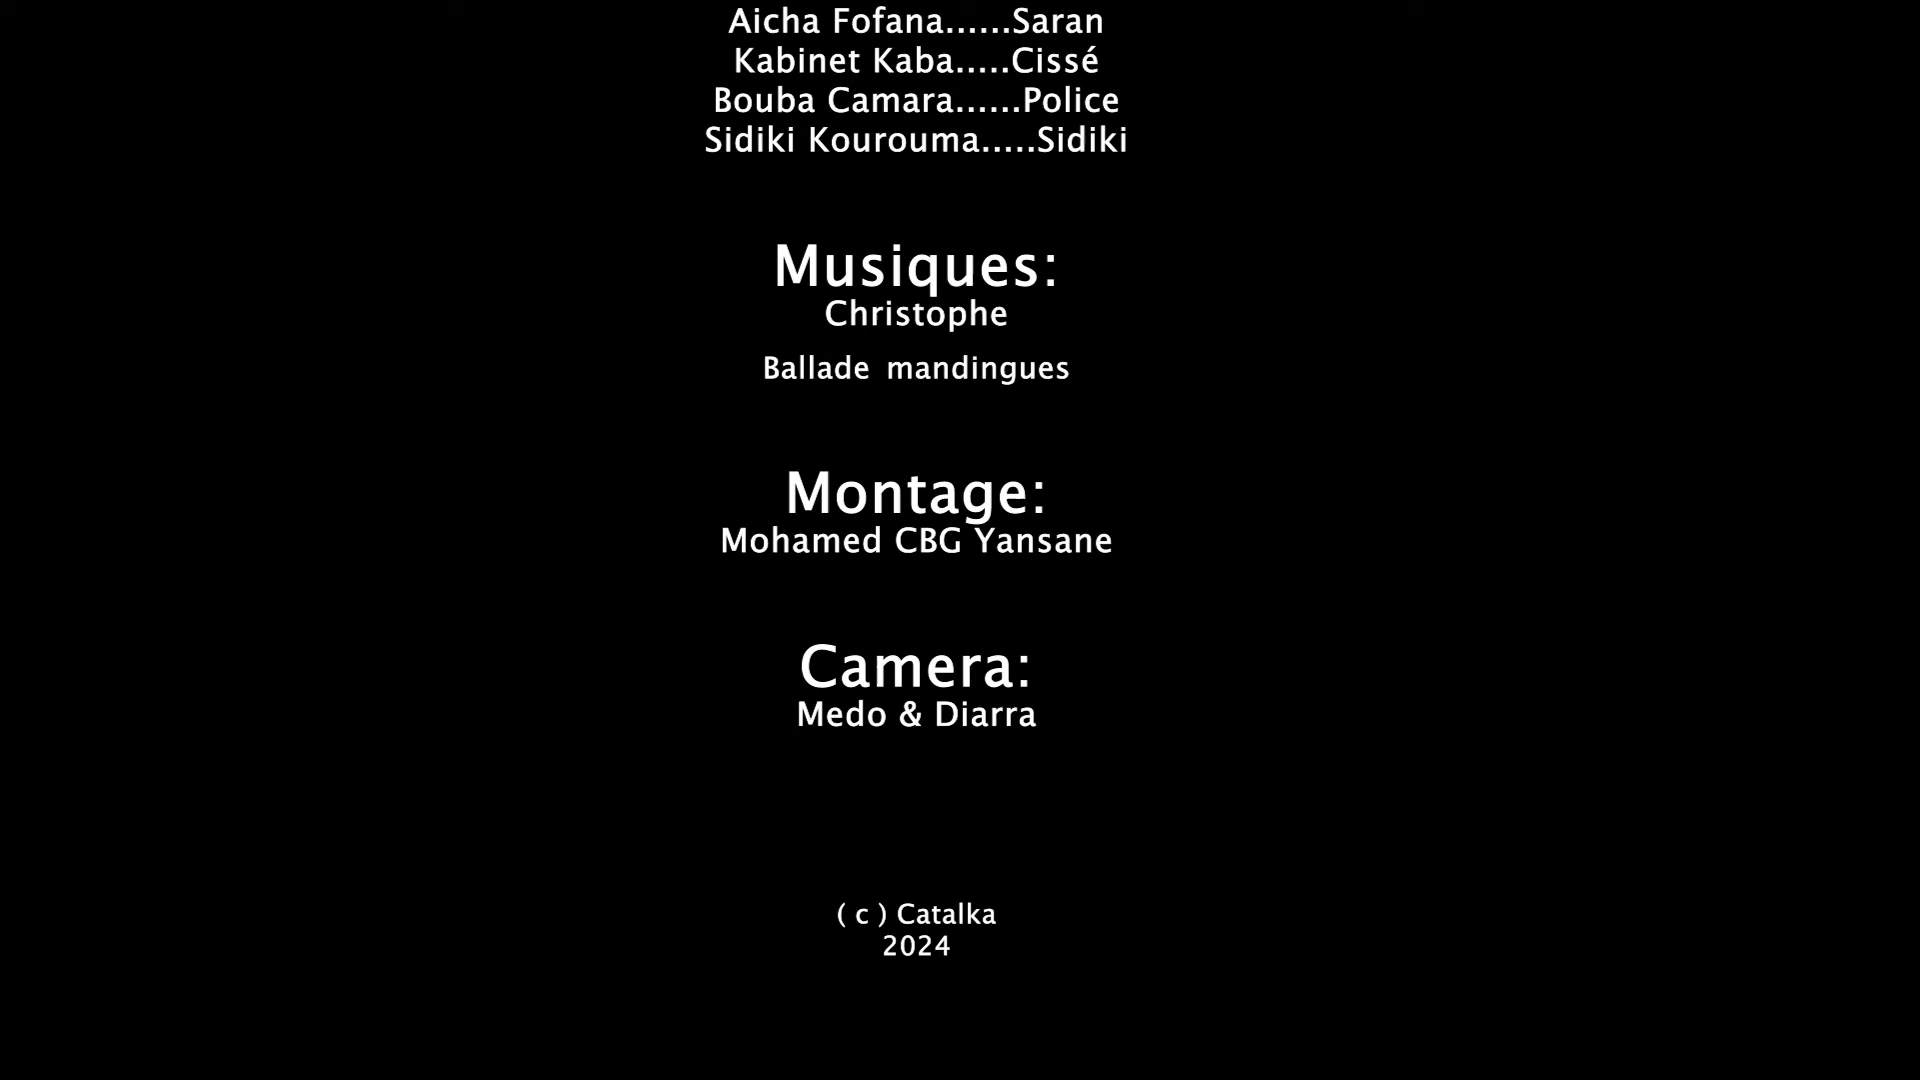 Aicha Fofana......Saran
Kabinet Kaba.....Cissé
Bouba Camara......Police
Sidiki Kourouma.....Sidiki
Musiques:
Christophe
Ballade mandingues
Montage:
Mohamed CBG Yansane
Camera:
Medo & Diarra
( c ) Catalka
2024